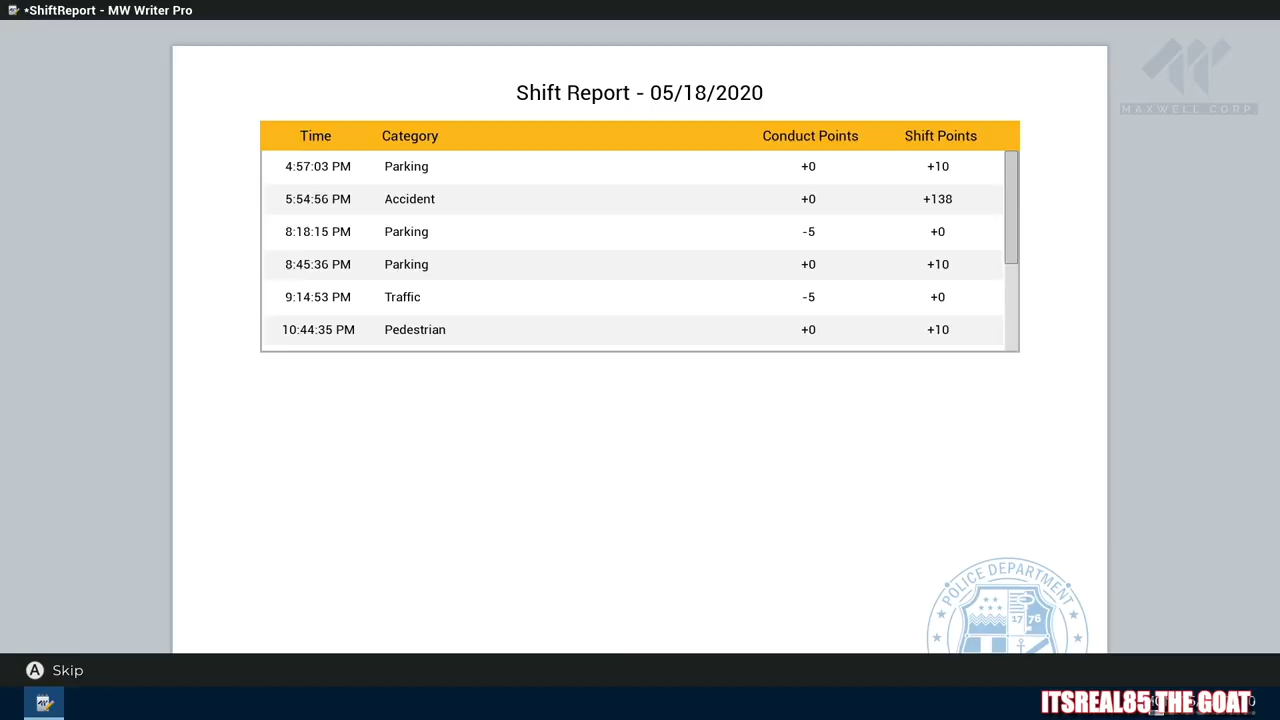 *ShiftReport - MW Writer Pro
MAXWELL CORP.
Shift Report - 05/18/2020
Time Category Conduct Points Shift Points
4:57:03 PM Parking +0 +10
5:54:56 PM Accident +0 +138
8:18:15 PM Parking -5 +0
8:45:36 PM Parking +0 +10
9:14:53 PM Traffic -5 +0
10:44:35 PM Pedestrian +0 +10
POLICE DEPARTMENT
17 76
A Skip
ITSREAL85 THE GOAT